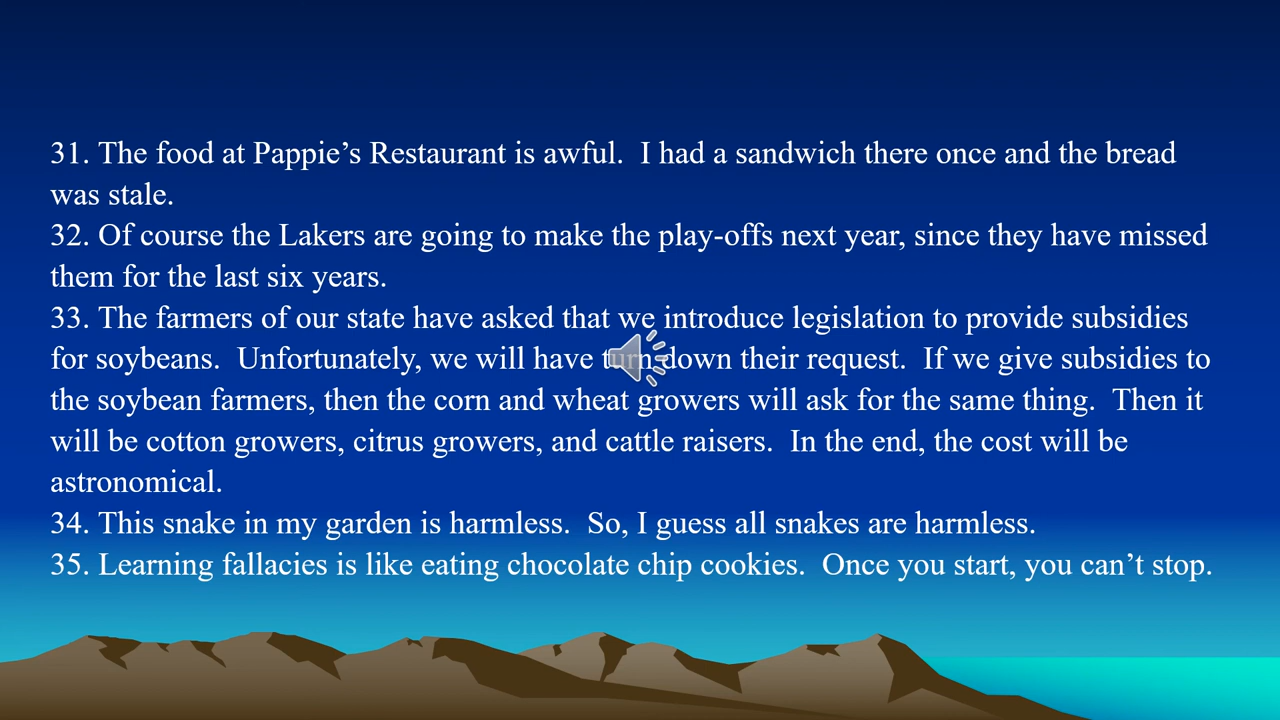 31. The food at Pappie’s Restaurant is awful.  I had a sandwich there once and the bread
was stale.
32. Of course the Lakers are going to make the play-offs next year, since they have missed
them for the last six years.
33. The farmers of our state have asked that we introduce legislation to provide subsidies
for soybeans.  Unfortunately, we will have turn down their request.  If we give subsidies to
the soybean farmers, then the corn and wheat growers will ask for the same thing.  Then it
will be cotton growers, citrus growers, and cattle raisers.  In the end, the cost will be
astronomical.
34. This snake in my garden is harmless.  So, I guess all snakes are harmless.
35. Learning fallacies is like eating chocolate chip cookies.  Once you start, you can’t stop.